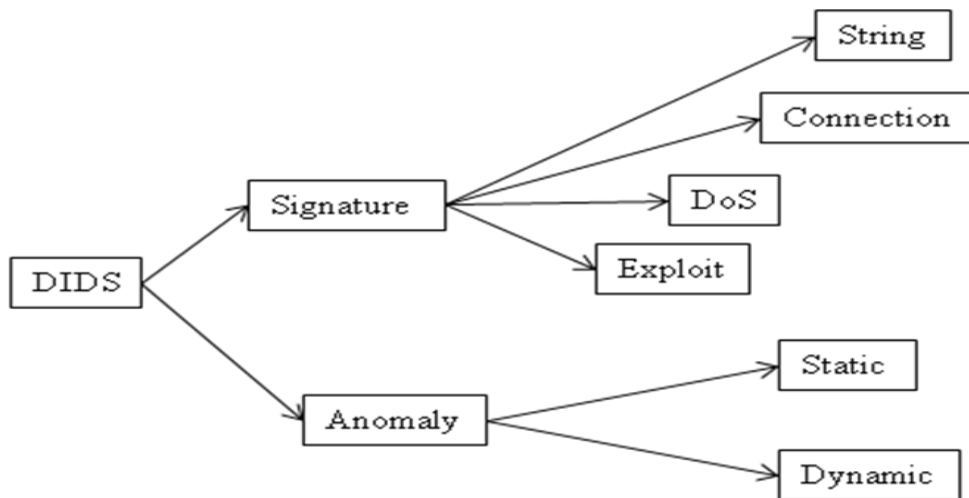 String
Connection
Signature
DoS
Exploit
DIDS
Static
Anomaly
Dynamic